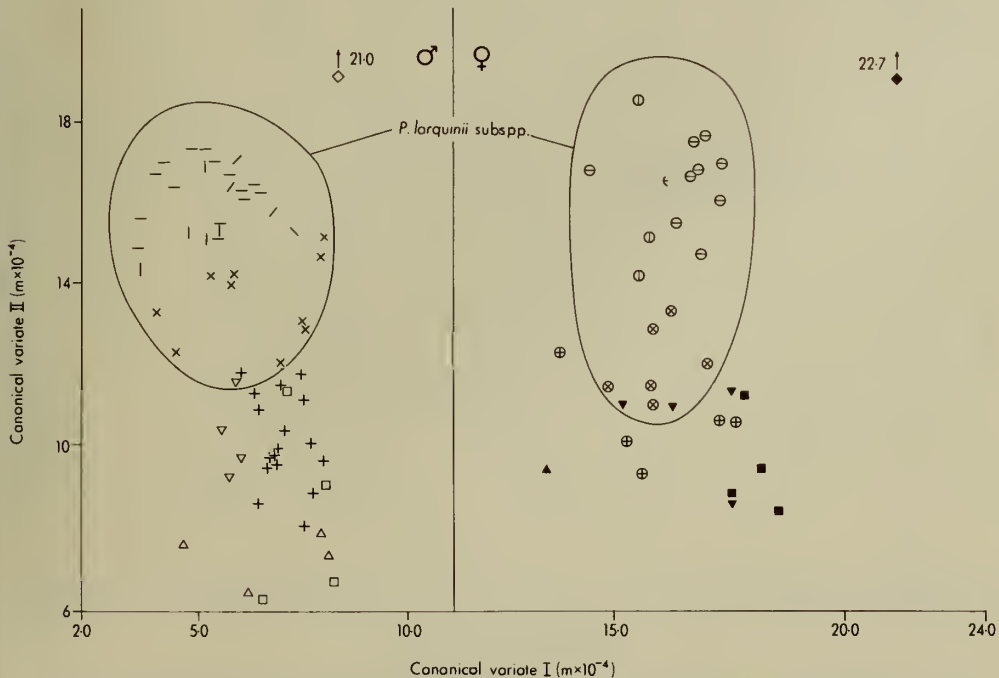 21·0 ♂ ♀ 22·7
P. lorquinii subspp.
18
14
10
6
2·0 5·0 10·0 15·0 20·0 24·0
Canonical variate II (m×10⁻⁴)
Canonical variate I (m×10⁻⁴)